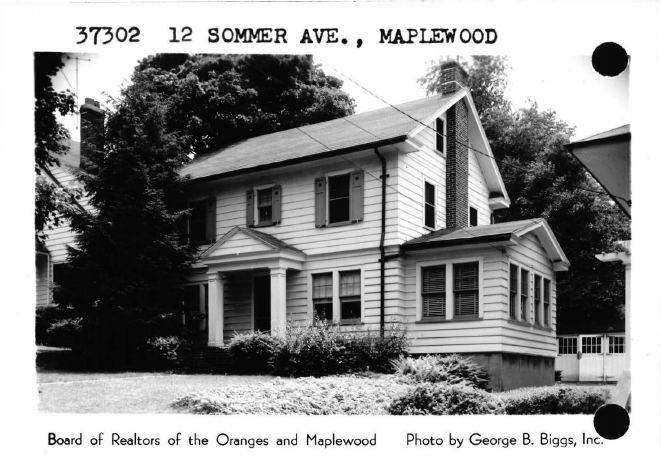 37302 12 SOMMER AVE., MAPLEWOOD
Board of Realtors of the Oranges and Maplewood Photo by George B. Biggs, Inc.